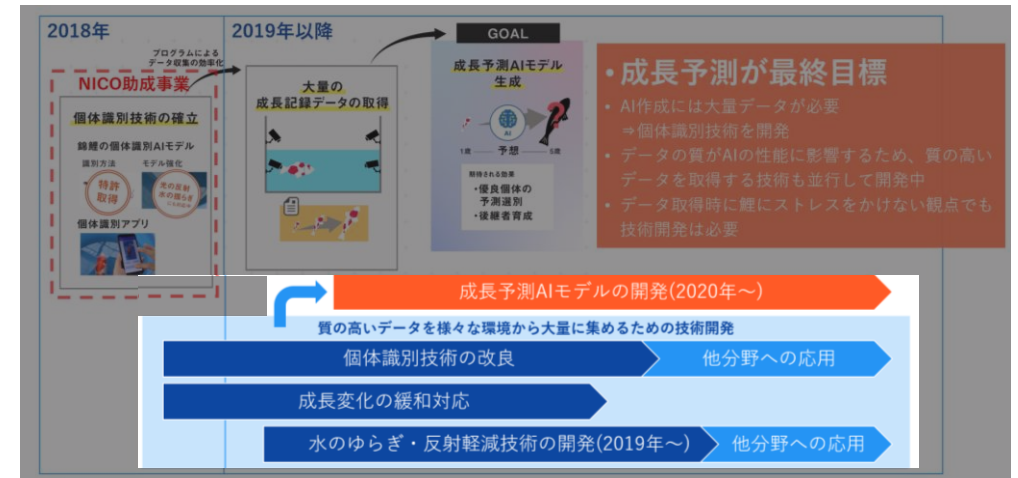 2018年
2019年以降
プログラムによる
データ収集の効率化
NICO助成事業
個体識別技術の確立
錦鯉の個体識別AIモデル
識別方法
モデル強化
特許
取得
光の反射
水の揺らぎ
個体識別アプリ
大量の
成長記録データの取得
GOAL
成長予測AIモデル
生成
AI
1歳
予想
5歳
期待される効果
・優良個体の
予測選別
・後継者育成
・成長予測が最終目標
• AI作成には大量データが必要
⇒個体識別技術を開発
• データの質がAIの性能に影響するため、質の高い
データを取得する技術も並行して開発中
• データ取得時に鯉にストレスをかけない観点でも
技術開発は必要
成長予測AIモデルの開発(2020年～)
質の高いデータを様々な環境から大量に集めるための技術開発
個体識別技術の改良
他分野への応用
成長変化の緩和対応
水のゆらぎ・反射軽減技術の開発(2019年～)
他分野への応用